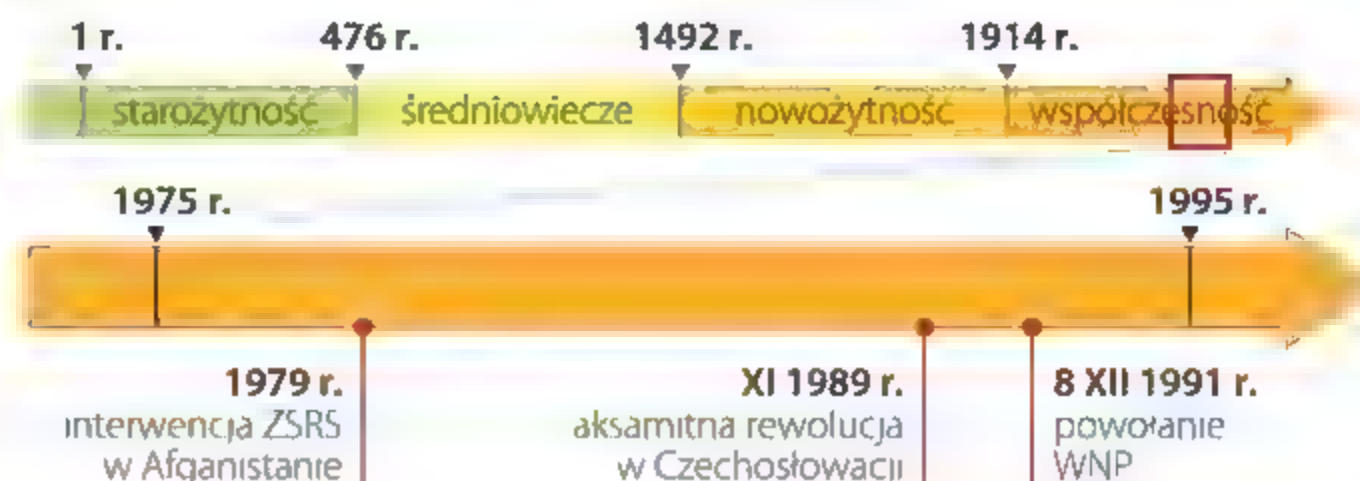 1 r. 476 r. 1492 r. 1914 r.
starożytność średniowiecze nowożytność współczesność
1975 r. 1995 r.
1979 r. XI 1989 r. 8 XII 1991 r.
interwencja ZSRS aksamitna rewolucja powołanie
w Afganistanie w Czechosłowacji WNP